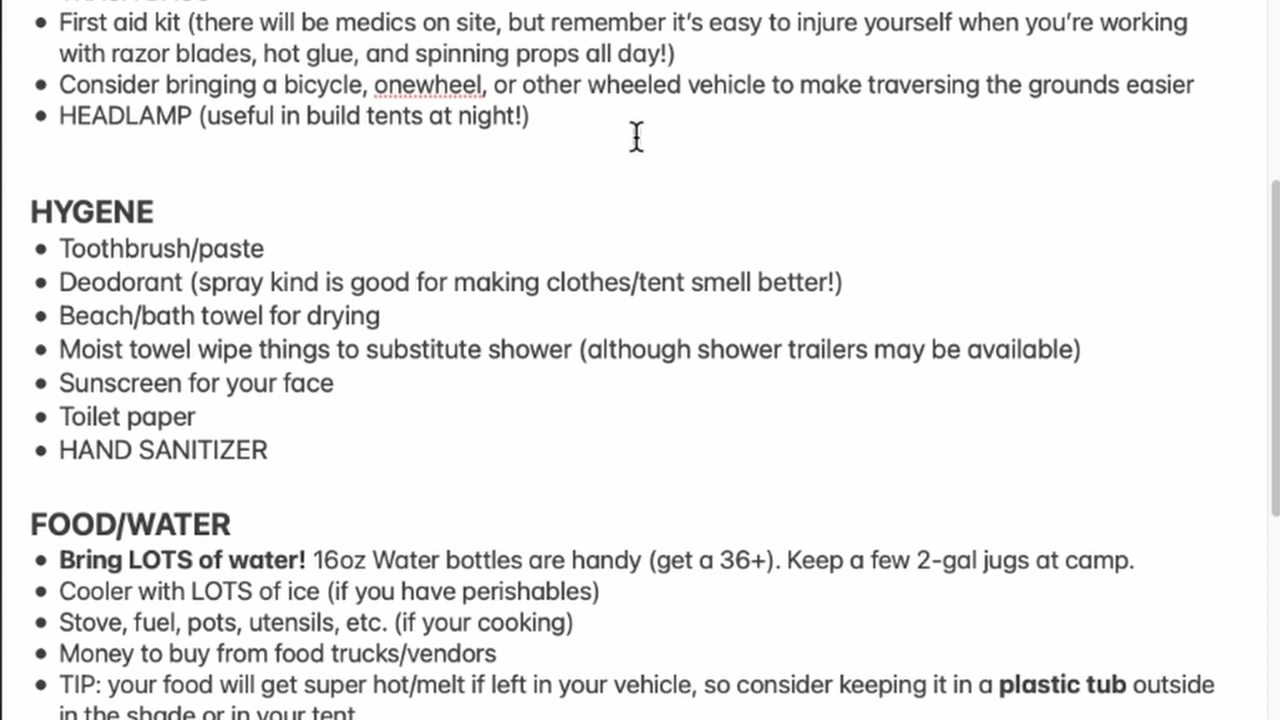 • First aid kit (there will be medics on site, but remember it’s easy to injure yourself when you’re working
with razor blades, hot glue, and spinning props all day!)
• Consider bringing a bicycle, onewheel, or other wheeled vehicle to make traversing the grounds easier
• HEADLAMP (useful in build tents at night!)
HYGENE
• Toothbrush/paste
• Deodorant (spray kind is good for making clothes/tent smell better!)
• Beach/bath towel for drying
• Moist towel wipe things to substitute shower (although shower trailers may be available)
• Sunscreen for your face
• Toilet paper
• HAND SANITIZER
FOOD/WATER
• Bring LOTS of water! 16oz Water bottles are handy (get a 36+). Keep a few 2-gal jugs at camp.
• Cooler with LOTS of ice (if you have perishables)
• Stove, fuel, pots, utensils, etc. (if your cooking)
• Money to buy from food trucks/vendors
• TIP: your food will get super hot/melt if left in your vehicle, so consider keeping it in a plastic tub outside
in the shade or in your tent